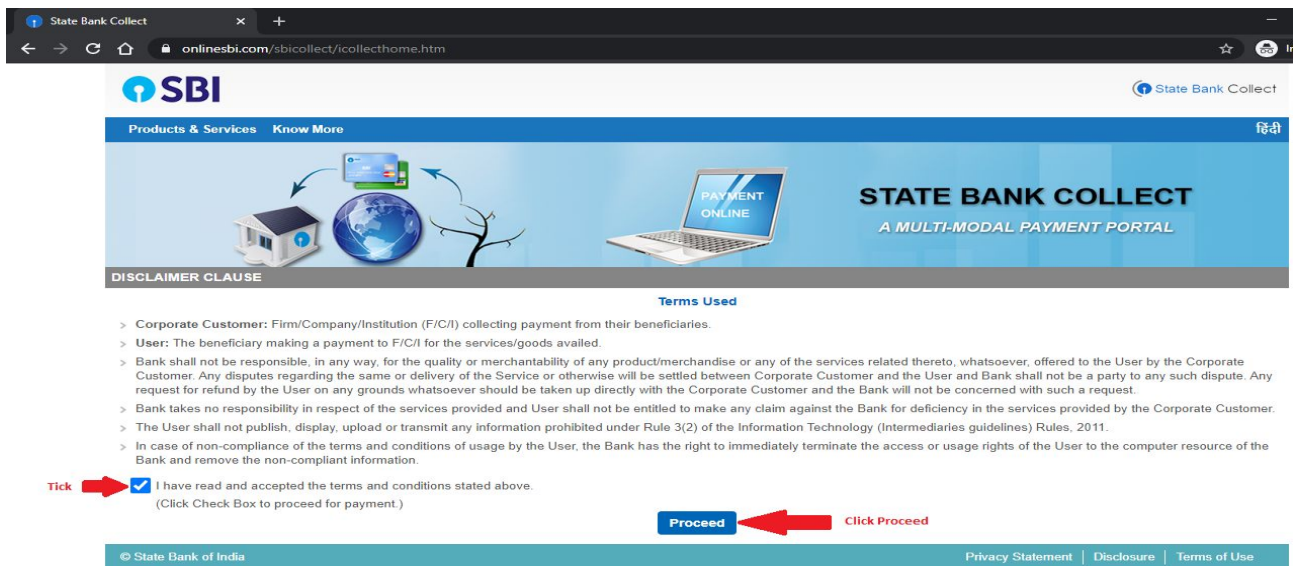 State Bank Collect
onlinesbi.com/sbicollect/icollecthome.htm
SBI
State Bank Collect
Products & Services Know More हिंदी
PAYMENT
ONLINE
STATE BANK COLLECT
A MULTI-MODAL PAYMENT PORTAL
DISCLAIMER CLAUSE
Terms Used
Corporate Customer: Firm/Company/Institution (F/C/I) collecting payment from their beneficiaries.
User: The beneficiary making a payment to F/C/I for the services/goods availed.
Bank shall not be responsible, in any way, for the quality or merchantability of any product/merchandise or any of the services related thereto, whatsoever, offered to the User by the Corporate
Customer. Any disputes regarding the same or delivery of the Service or otherwise will be settled between Corporate Customer and the User and Bank shall not be a party to any such dispute. Any
request for refund by the User on any grounds whatsoever should be taken up directly with the Corporate Customer and the Bank will not be concerned with such a request.
Bank takes no responsibility in respect of the services provided and User shall not be entitled to make any claim against the Bank for deficiency in the services provided by the Corporate Customer.
The User shall not publish, display, upload or transmit any information prohibited under Rule 3(2) of the Information Technology (Intermediaries guidelines) Rules, 2011.
In case of non-compliance of the terms and conditions of usage by the User, the Bank has the right to immediately terminate the access or usage rights of the User to the computer resource of the
Bank and remove the non-compliant information.
Tick I have read and accepted the terms and conditions stated above.
(Click Check Box to proceed for payment.)
Proceed Click Proceed
© State Bank of India Privacy Statement | Disclosure | Terms of Use